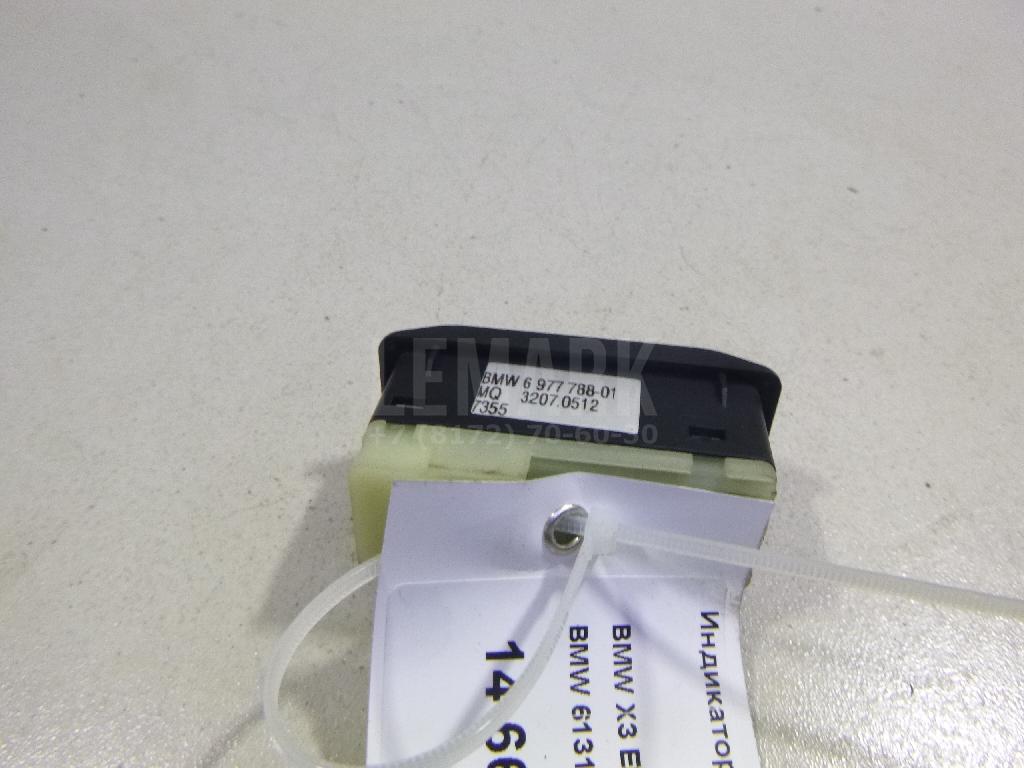 LEMARK
+7 (8172) 70-60-50
BMW 6 977 788-01
MQ 3207.0512
7355
Индикатор
BMW X3 E
BMW 6131
14 66